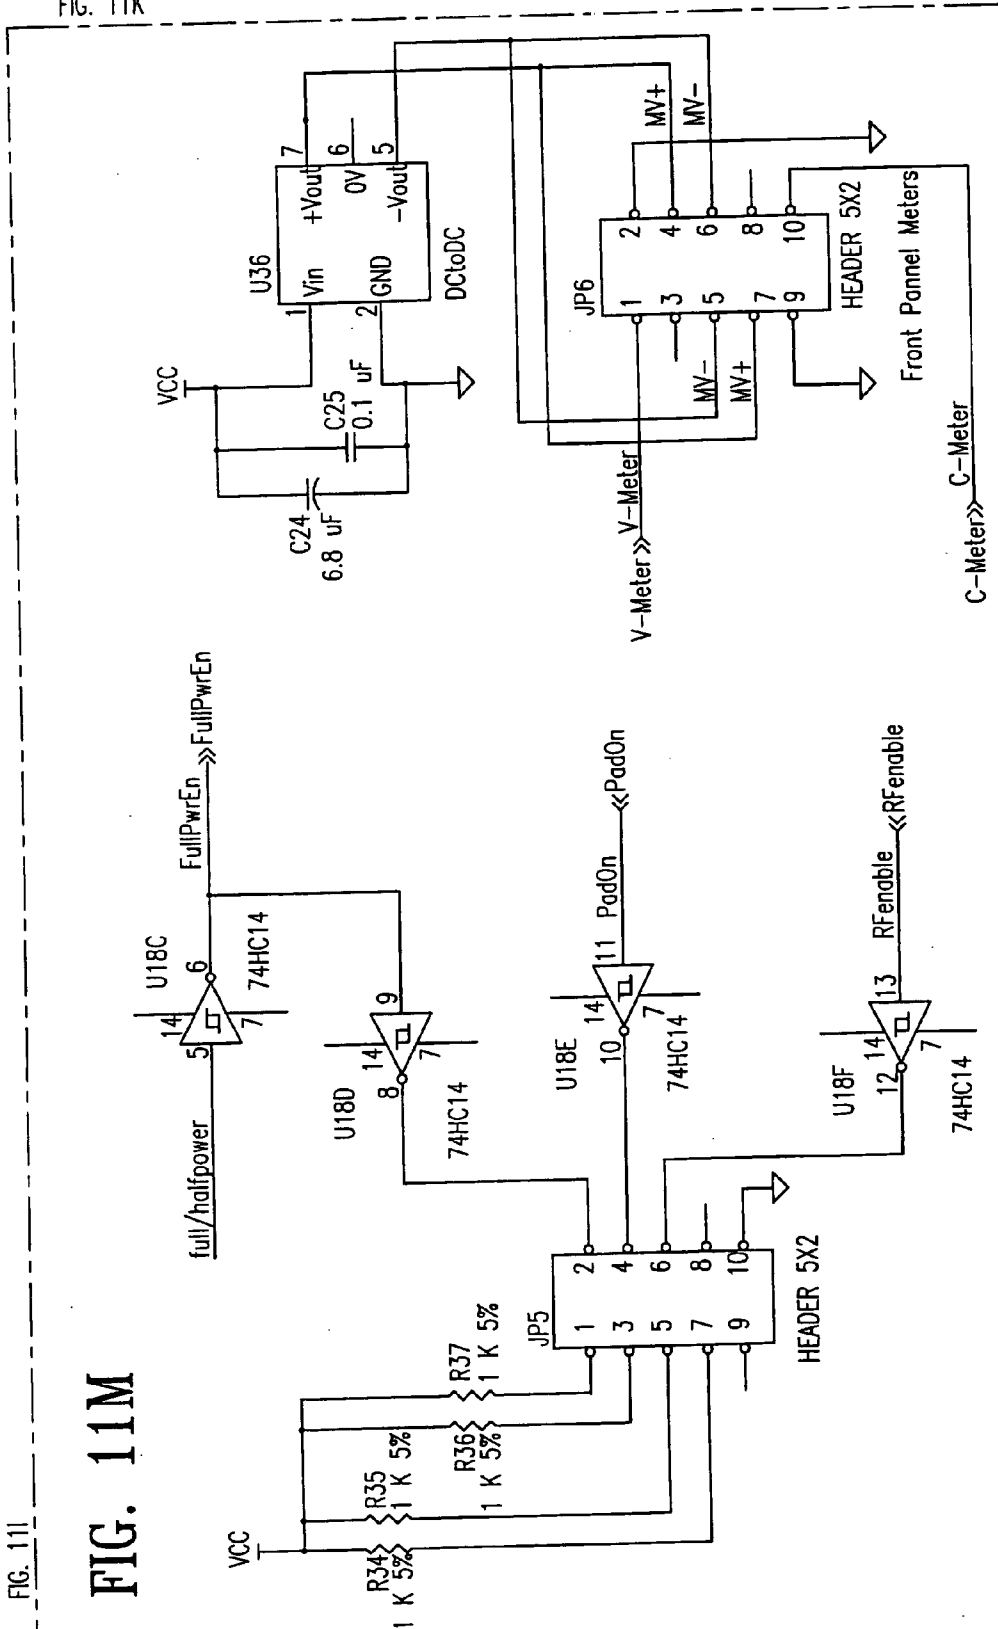 FIG. 11K
FIG. 11I
FIG. 11M
VCC
R34
1 K 5%
R35
1 K 5%
R36
1 K 5%
R37
1 K 5%
JP5
1 2
3 4
5 6
7 8
9 10
HEADER 5X2
full/halfpower
5 14 7 6
U18C
74HC14
FullPwrEn
FullPwrEn
U18D
8 14 7 9
74HC14
U18E
10 14 7 11
74HC14
PadOn
PadOn
U18F
12 14 7 13
74HC14
RFenable
RFenable
VCC
C24
6.8 uF
C25
0.1 uF
U36
1 Vin +Vout 7
0V 6
2 GND -Vout 5
DCtoDC
V-Meter
V-Meter
MV-
MV+
JP6
1 2
3 4
5 6
7 8
9 10
HEADER 5X2
MV+
MV-
Front Pannel Meters
C-Meter
C-Meter